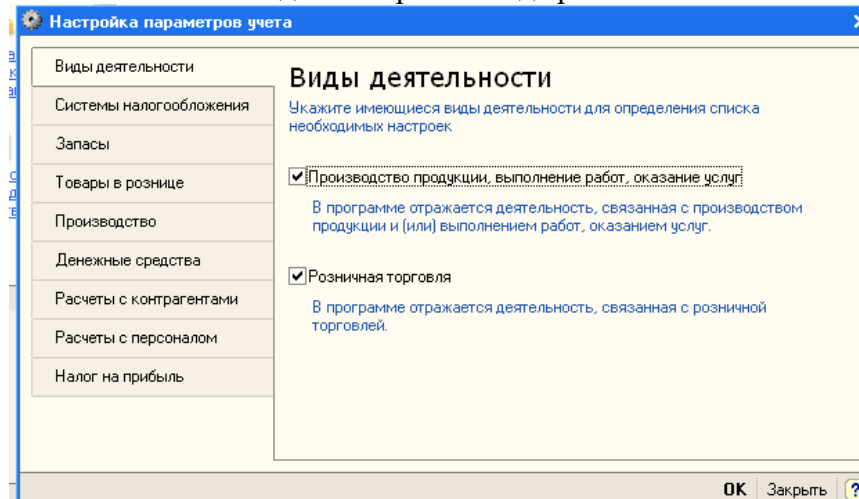 Настройка параметров учета
Виды деятельности
Системы налогообложения
Запасы
Товары в рознице
Производство
Денежные средства
Расчеты с контрагентами
Расчеты с персоналом
Налог на прибыль
Виды деятельности
Укажите имеющиеся виды деятельности для определения списка
необходимых настроек
Производство продукции, выполнение работ, оказание услуг
В программе отражается деятельность, связанная с производством
продукции и (или) выполнением работ, оказанием услуг.
Розничная торговля
В программе отражается деятельность, связанная с розничной
торговлей.
OK Закрыть ?